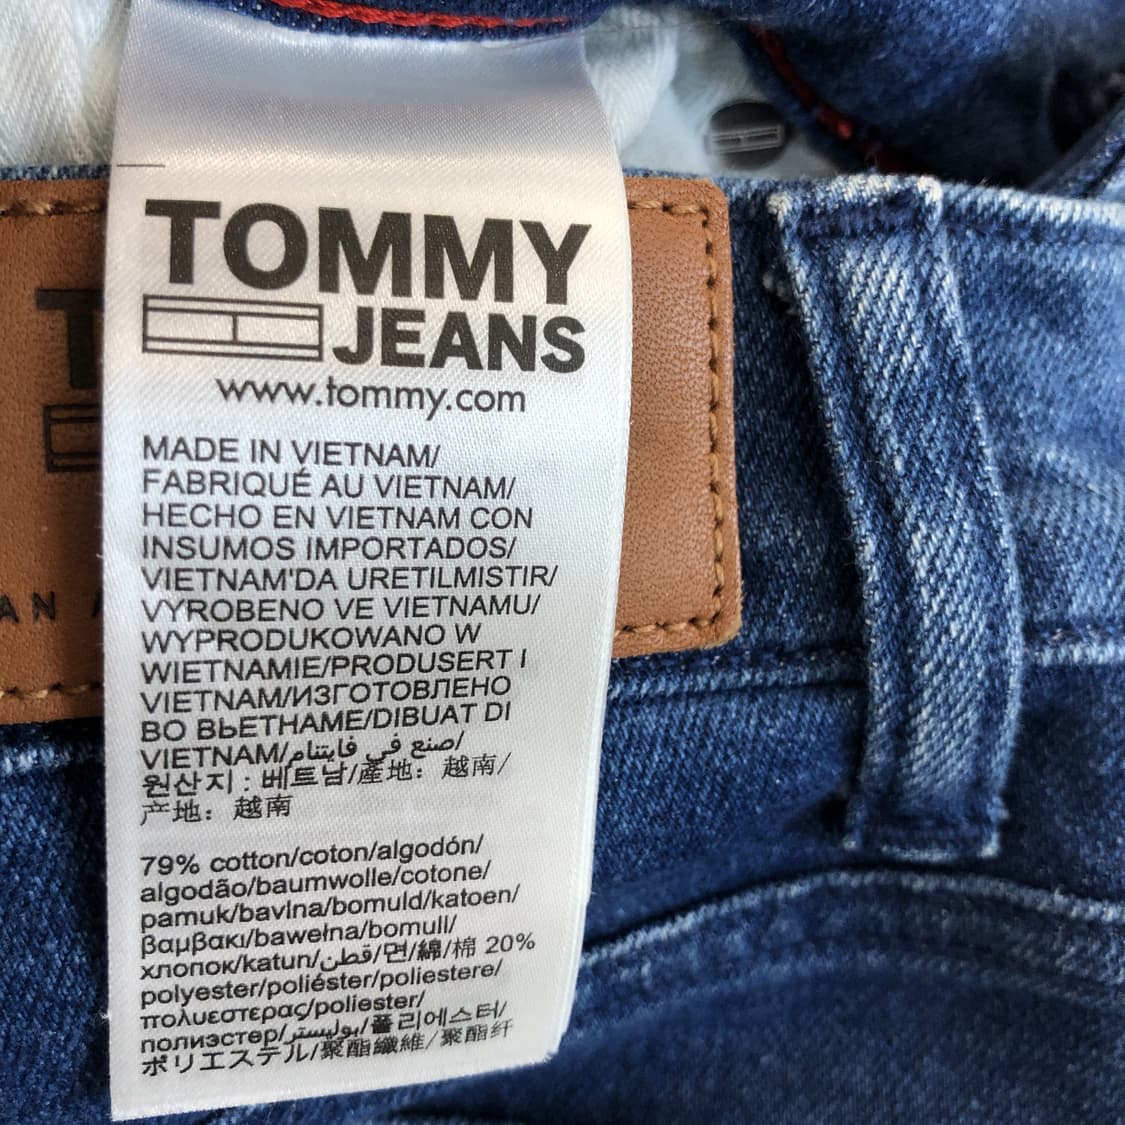 TOMMY
JEANS
www.tommy.com
MADE IN VIETNAM/
FABRIQUÉ AU VIETNAM/
HECHO EN VIETNAM CON
INSUMOS IMPORTADOS/
VIETNAM'DA URETILMISTIR/
VYROBENO VE VIETNAMU/
WYPRODUKOWANO W
WIETNAMIE/PRODUSERT I
VIETNAM/ИЗГОТОВЛЕНО
ВО ВЬЕТНАМЕ/DIBUAT DI
VIETNAM/صنع في فايتنام/
원산지 : 베트남/產地：越南/
产地：越南
79% cotton/coton/algodón/
algodão/baumwolle/cotone/
pamuk/bavlna/bomuld/katoen/
βαμβακι/bawełna/bomull/
хлопок/katun/قطن/면/綿/棉 20%
polyester/poliéster/poliestere/
πολυεστερας/poliester/
полиэстер/بوليستر/폴리에스터/
ポリエステル/聚酯纖維/聚酯纤
T
AN